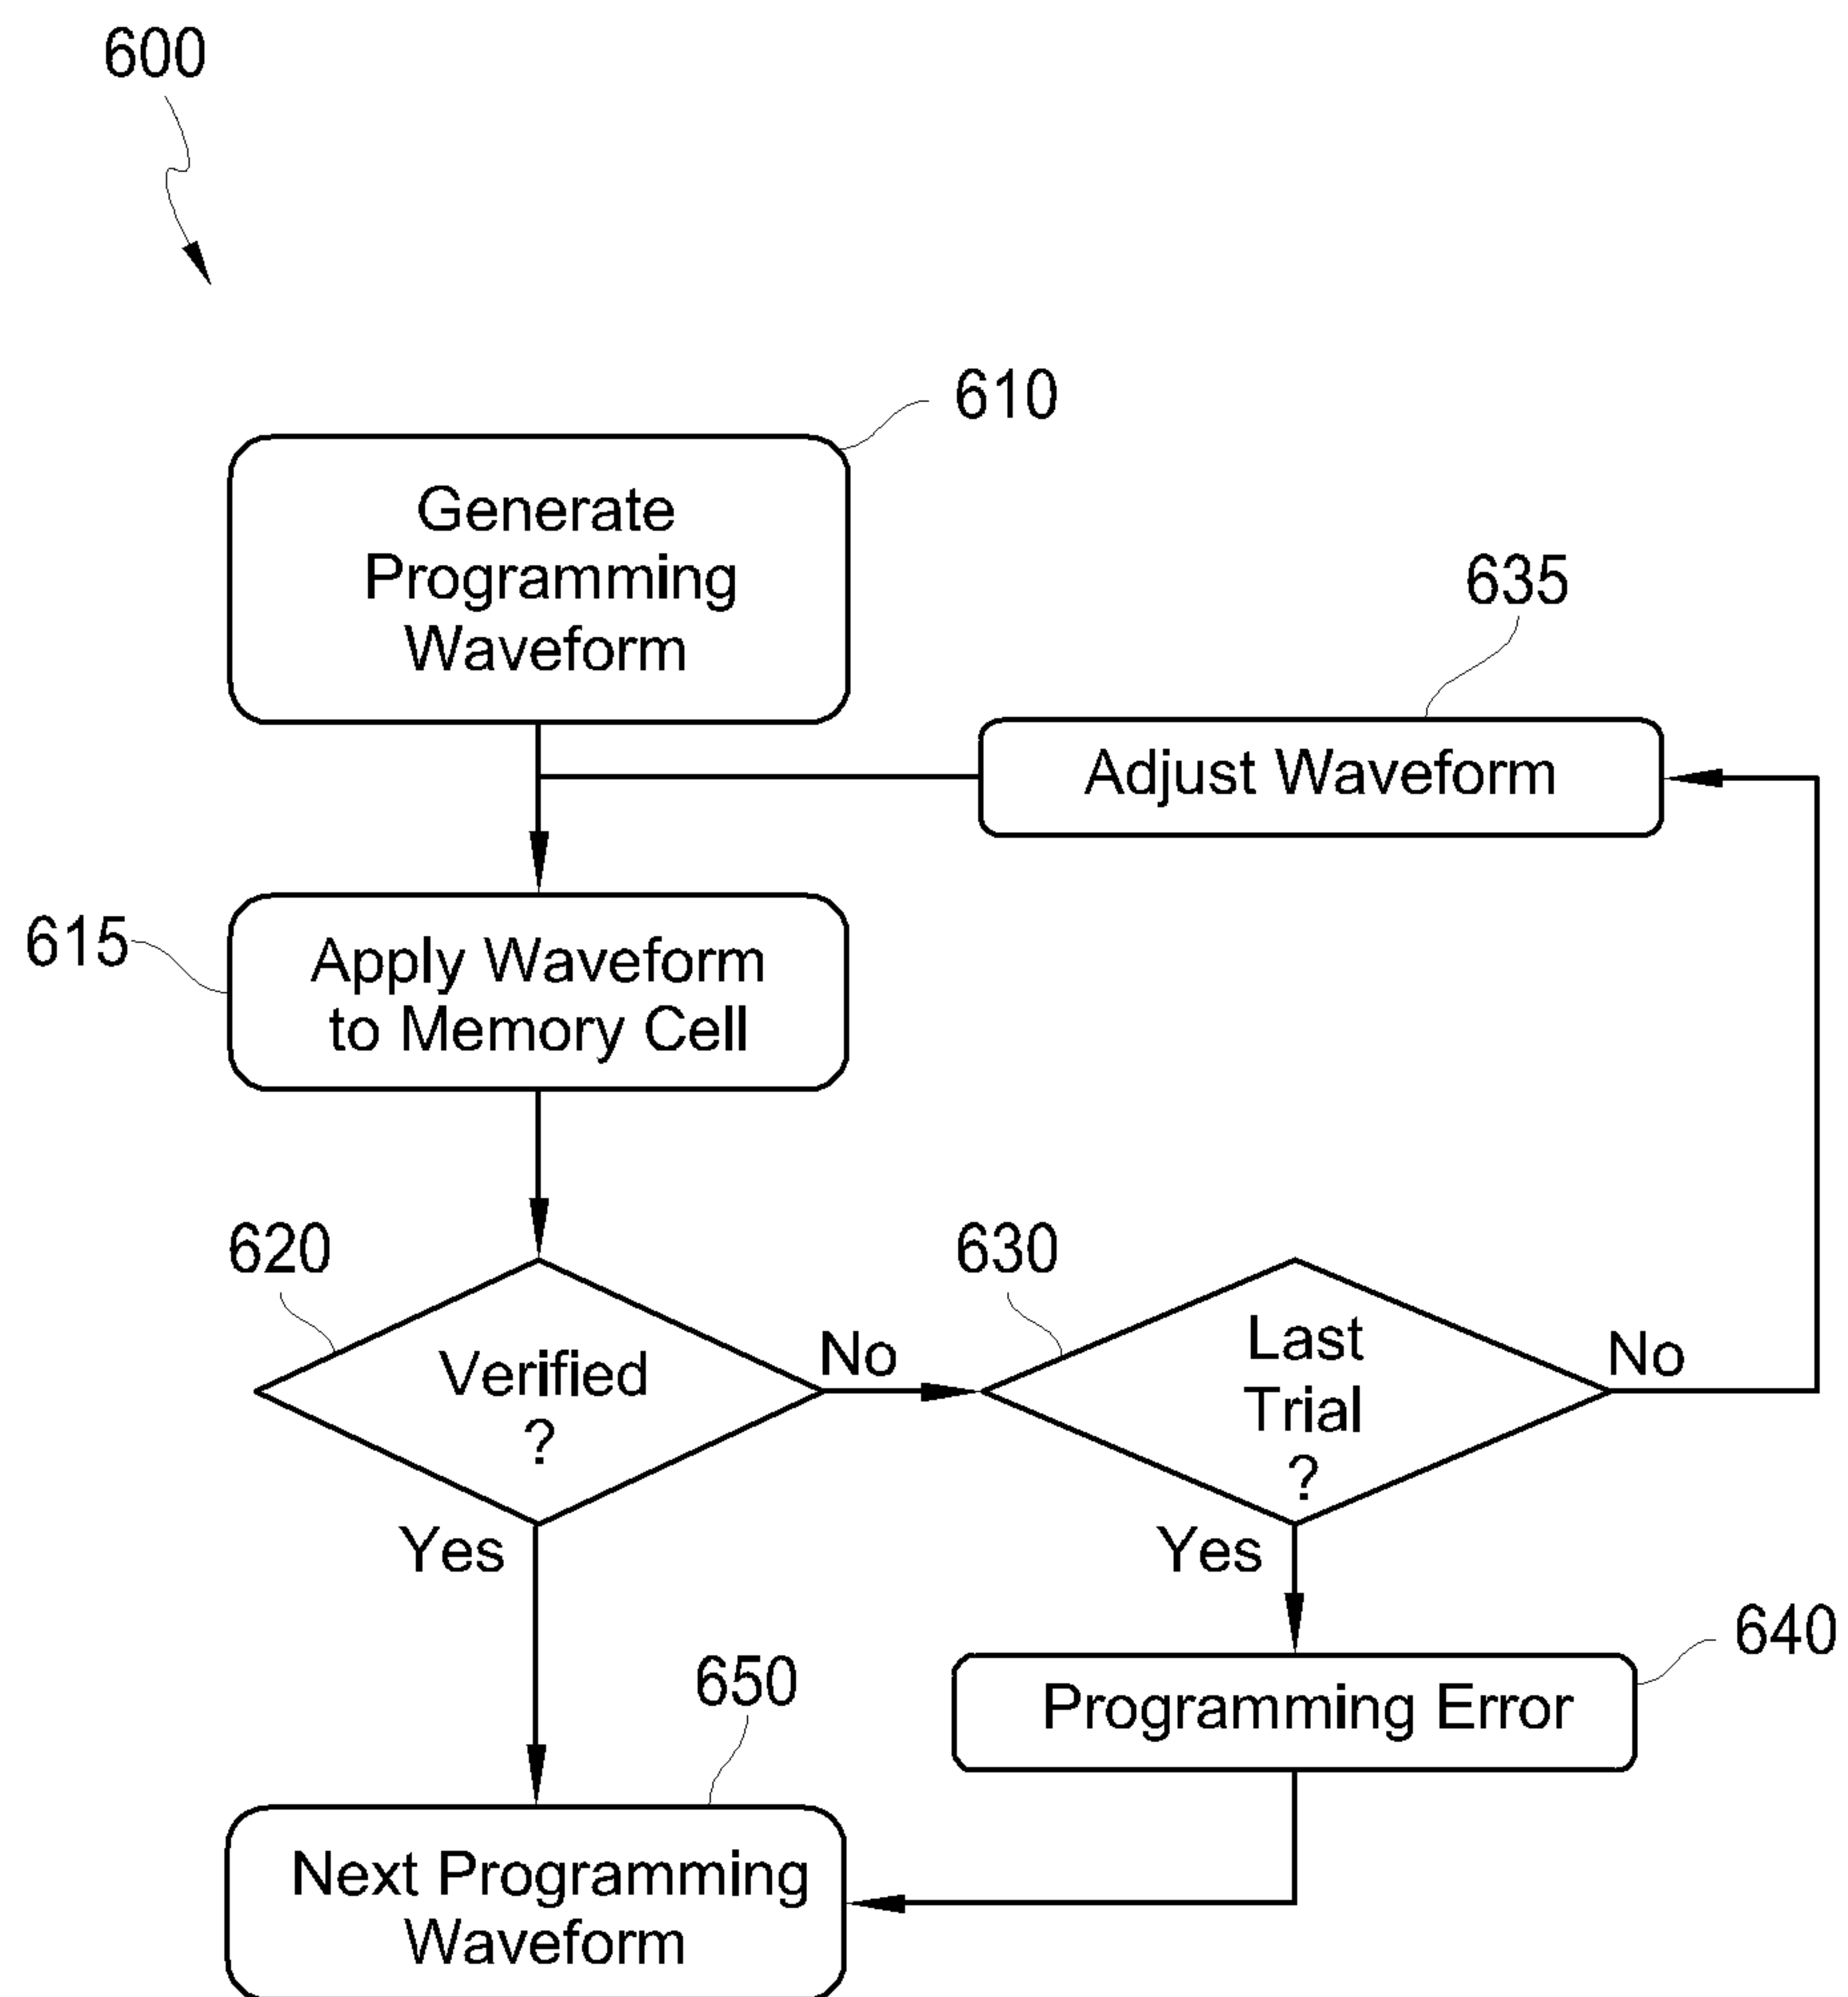 600
610
Generate
Programming
Waveform
635
Adjust Waveform
615
Apply Waveform
to Memory Cell
620
Verified
?
No
630
Last
Trial
?
No
Yes
Yes
640
Programming Error
650
Next Programming
Waveform